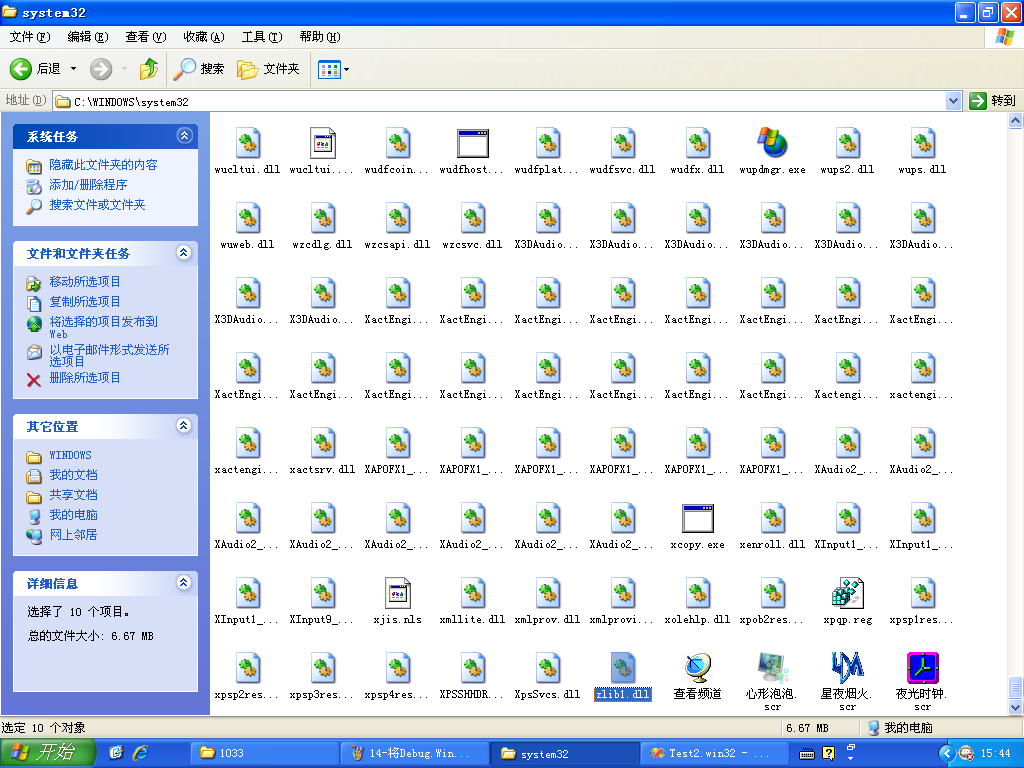 system32
文件(F) 编辑(E) 查看(V) 收藏(A) 工具(T) 帮助(H)
后退 搜索 文件夹
地址(D) C:\WINDOWS\system32 转到
系统任务
隐藏此文件夹的内容
添加/删除程序
搜索文件或文件夹
文件和文件夹任务
移动所选项目
复制所选项目
将选择的项目发布到
Web
以电子邮件形式发送所
选项目
删除所选项目
其它位置
WINDOWS
我的文档
共享文档
我的电脑
网上邻居
详细信息
选择了 10 个项目。
总的文件大小: 6.67 MB
wucltui.dll wucltui.... wudfcoin... wudfhost... wudfplat... wudfsvc.dll wudfx.dll wupdmgr.exe wups2.dll wups.dll
wuweb.dll wzcdlg.dll wzcsapi.dll wzcsvc.dll X3DAudio... X3DAudio... X3DAudio... X3DAudio... X3DAudio... X3DAudio...
X3DAudio... X3DAudio... XactEngi... XactEngi... XactEngi... XactEngi... XactEngi... XactEngi... XactEngi... XactEngi...
XactEngi... XactEngi... XactEngi... XactEngi... XactEngi... XactEngi... XactEngi... XactEngi... Xactengi... xactengi...
xactengi... xactsrv.dll XAPOFX1_... XAPOFX1_... XAPOFX1_... XAPOFX1_... XAPOFX1_... XAPOFX1_... XAudio2_... XAudio2_...
XAudio2_... XAudio2_... XAudio2_... XAudio2_... XAudio2_... XAudio2_... xcopy.exe xenroll.dll XInput1_... XInput1_...
XInput1_... XInput9_... xjis.nls xmllite.dll xmlprov.dll xmlprovi... xolehlp.dll xpob2res... xpqp.reg xpsp1res...
xpsp2res... xpsp3res... xpsp4res... XPSSHHDR... XpsSvcs.dll zlib1.dll 查看频道 心形泡泡. 星夜烟火. 夜光时钟.
scr scr scr
选定 10 个对象 6.67 MB 我的电脑
开始 1033 14-将Debug.Win... system32 Test2.win32 - ... 15:44